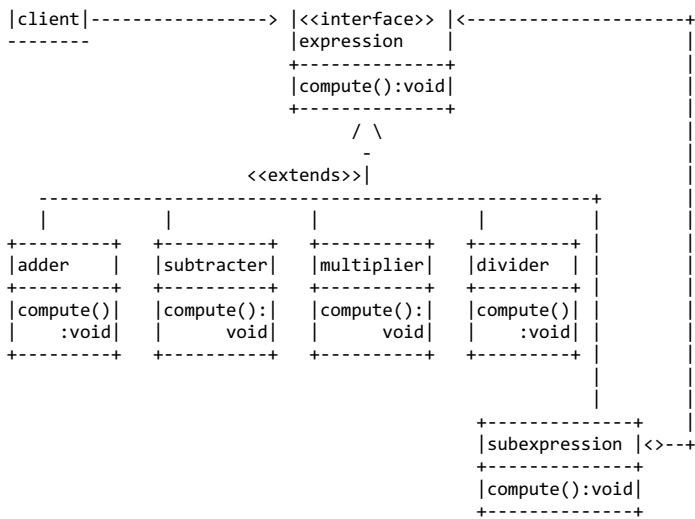 |client|-----------------> |<<interface>> |<---------------------+
-------- |expression |
+--------------+
|compute():void|
+--------------+
/ \
-
<<extends>>|
-----------------------------------------------------+
| | | | |
+---------+ +----------+ +----------+ +---------+ |
|adder | |subtracter| |multiplier| |divider | |
+---------+ +----------+ +----------+ +---------+ |
|compute()| |compute():| |compute():| |compute()| |
| :void| | void| | void| | :void| |
+---------+ +----------+ +----------+ +---------+ |
+--------------+ |
|subexpression |<>--+
+--------------+
|compute():void|
+--------------+